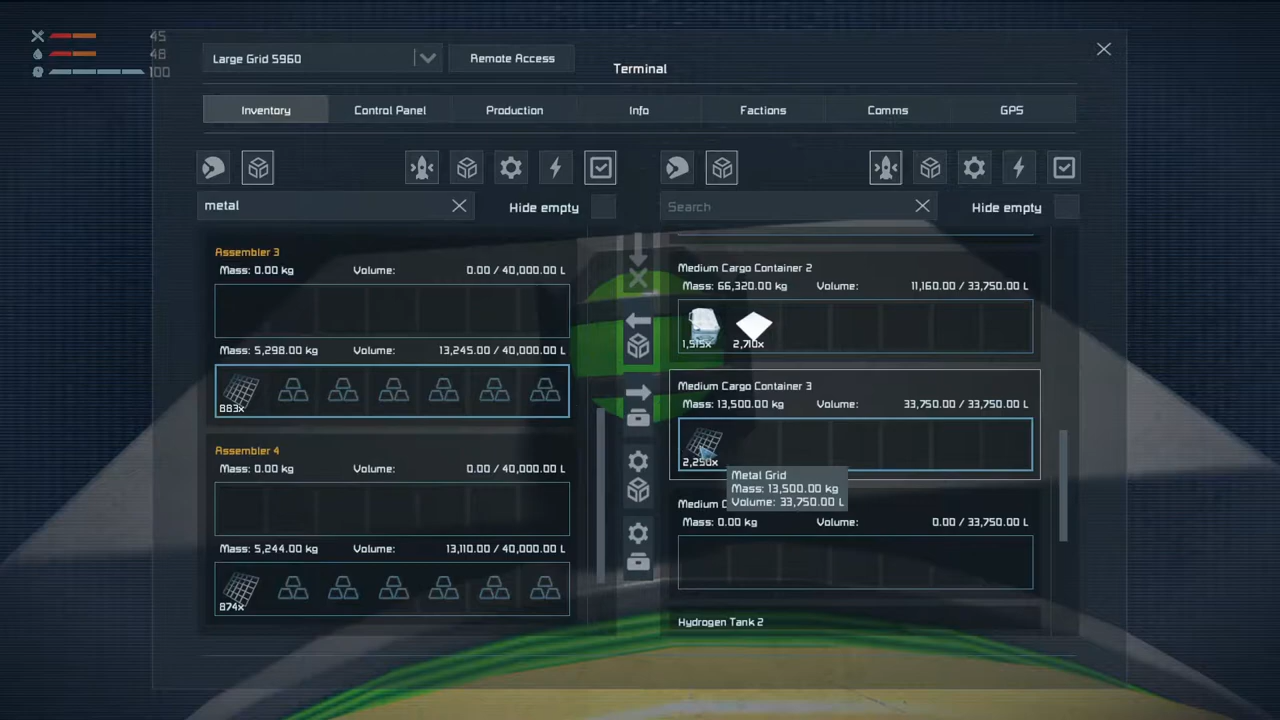 45
48
100
Large Grid 5960
Remote Access
Terminal
Inventory
Control Panel
Production
Info
Factions
Comms
GPS
metal
Hide empty
Search
Hide empty
Assembler 3
Mass: 0.00 kg Volume: 0.00 / 40,000.00 L
Mass: 5,298.00 kg Volume: 13,245.00 / 40,000.00 L
883x
Assembler 4
Mass: 0.00 kg Volume: 0.00 / 40,000.00 L
Mass: 5,244.00 kg Volume: 13,110.00 / 40,000.00 L
874x
Medium Cargo Container 2
Mass: 66,320.00 kg Volume: 11,160.00 / 33,750.00 L
1,515x 2,710x
Medium Cargo Container 3
Mass: 13,500.00 kg Volume: 33,750.00 / 33,750.00 L
2,250x
Metal Grid
Mass: 13,500.00 kg
Volume: 33,750.00 L
Medium C
Mass: 0.00 kg Volume: 0.00 / 33,750.00 L
Hydrogen Tank 2